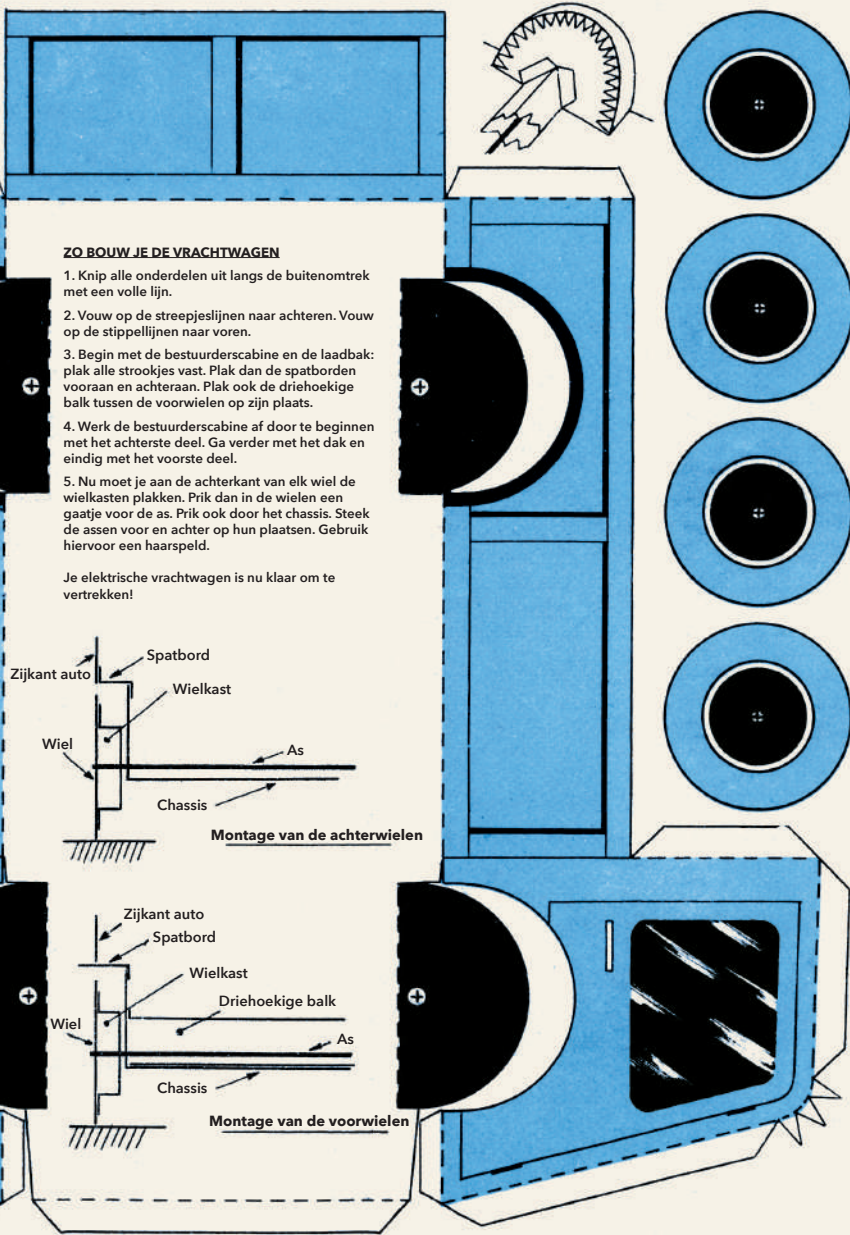 ZO BOUW JE DE VRACHTWAGEN
1. Knip alle onderdelen uit langs de buitenomtrek
met een volle lijn.
2. Vouw op de streepjeslijnen naar achteren. Vouw
op de stippellijnen naar voren.
3. Begin met de bestuurderscabine en de laadbak:
plak alle strookjes vast. Plak dan de spatborden
vooraan en achteraan. Plak ook de driehoekige
balk tussen de voorwielen op zijn plaats.
4. Werk de bestuurderscabine af door te beginnen
met het achterste deel. Ga verder met het dak en
eindig met het voorste deel.
5. Nu moet je aan de achterkant van elk wiel de
wielkasten plakken. Prik dan in de wielen een
gaatje voor de as. Prik ook door het chassis. Steek
de assen voor en achter op hun plaatsen. Gebruik
hiervoor een haarspeld.
Je elektrische vrachtwagen is nu klaar om te
vertrekken!
Spatbord
Zijkant auto
Wielkast
Wiel
As
Chassis
Montage van de achterwielen
Zijkant auto
Spatbord
Wielkast
Driehoekige balk
Wiel
As
Chassis
Montage van de voorwielen